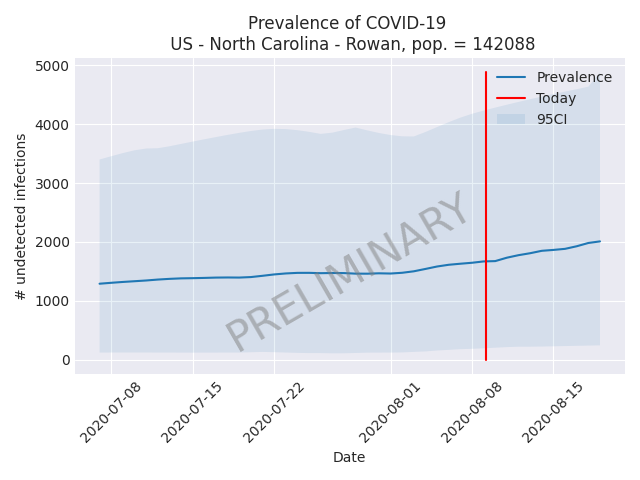 Prevalence of COVID-19
US - North Carolina - Rowan, pop. = 142088
5000
4000
3000
2000
1000
0
# undetected infections
Prevalence
Today
95CI
PRELIMINARY
2020-07-08
2020-07-15
2020-07-22
2020-08-01
2020-08-08
2020-08-15
Date